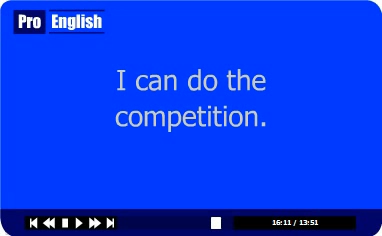 Pro English
I can do the
competition.
16:11 / 13:51